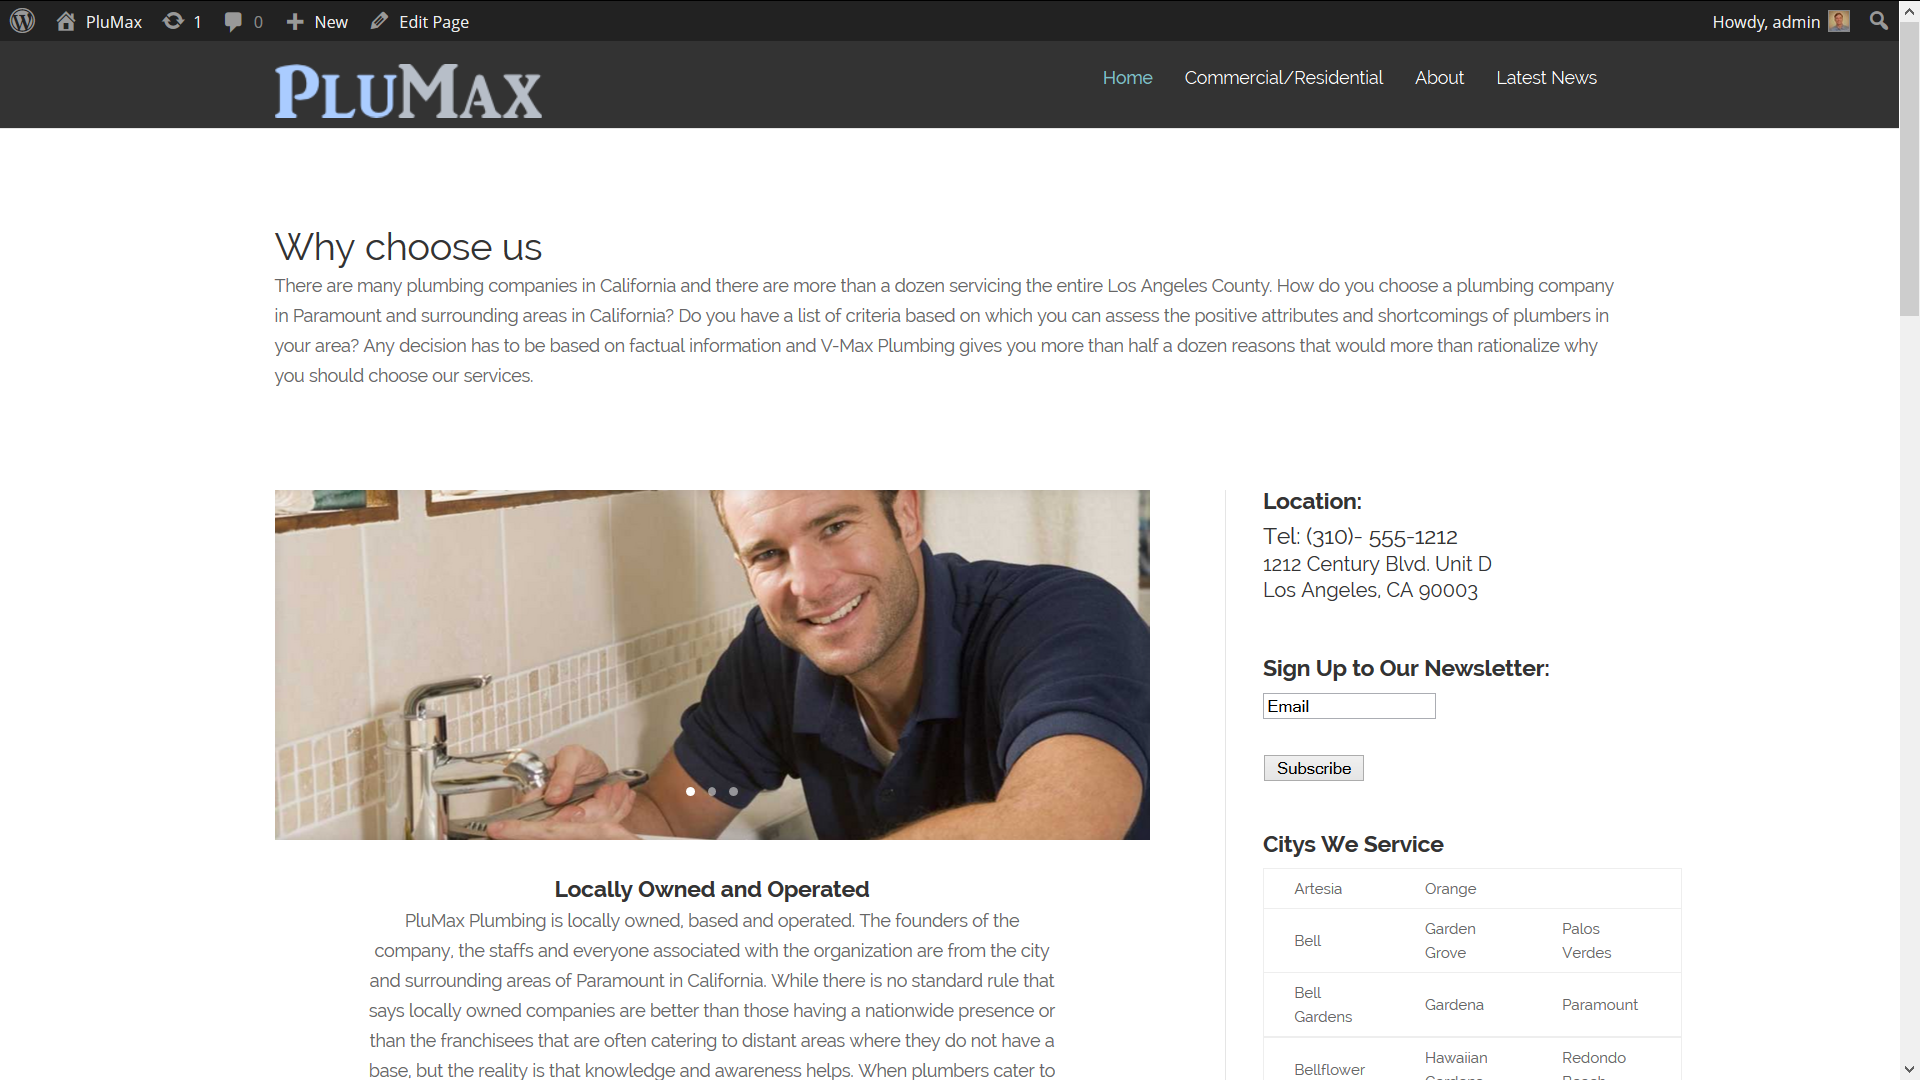 PluMax 1 0 New Edit Page Howdy, admin
PLUMAX
Home Commercial/Residential About Latest News
Why choose us
There are many plumbing companies in California and there are more than a dozen servicing the entire Los Angeles County. How do you choose a plumbing company
in Paramount and surrounding areas in California? Do you have a list of criteria based on which you can assess the positive attributes and shortcomings of plumbers in
your area? Any decision has to be based on factual information and V-Max Plumbing gives you more than half a dozen reasons that would more than rationalize why
you should choose our services.
Locally Owned and Operated
PluMax Plumbing is locally owned, based and operated. The founders of the
company, the staffs and everyone associated with the organization are from the city
and surrounding areas of Paramount in California. While there is no standard rule that
says locally owned companies are better than those having a nationwide presence or
than the franchisees that are often catering to distant areas where they do not have a
base, but the reality is that knowledge and awareness helps. When plumbers cater to
Location:
Tel: (310)- 555-1212
1212 Century Blvd. Unit D
Los Angeles, CA 90003
Sign Up to Our Newsletter:
Email
Subscribe
Citys We Service
Artesia Orange
Bell Garden Grove Palos Verdes
Bell Gardens Gardena Paramount
Bellflower Hawaiian Gardens Redondo Beach